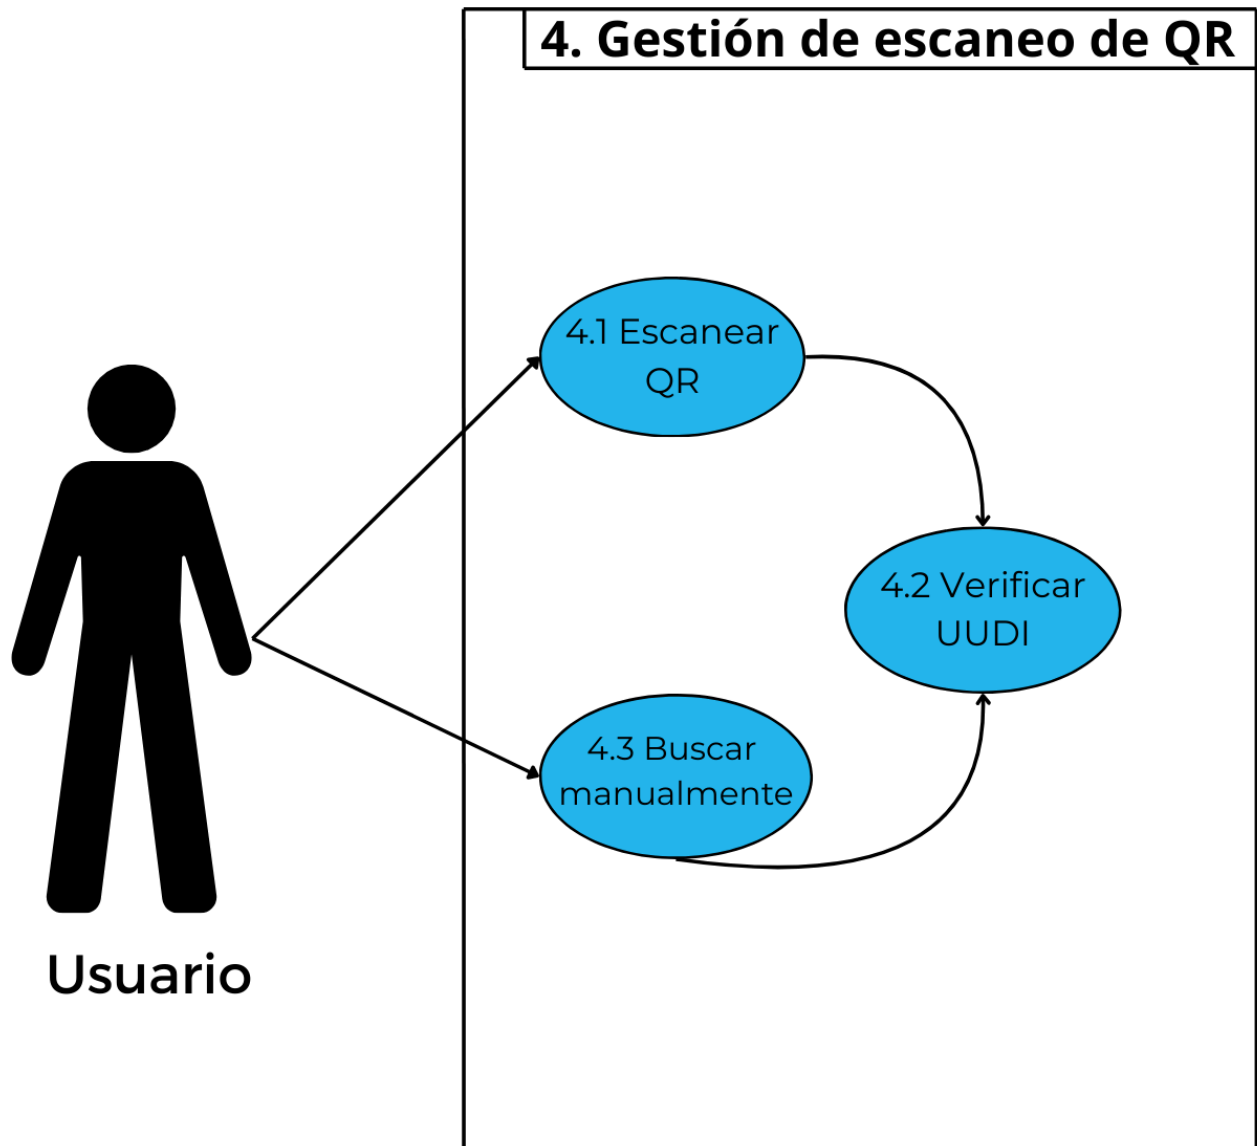 4. Gestión de escaneo de QR
4.1 Escanear
QR
4.2 Verificar
UUDI
4.3 Buscar
manualmente
Usuario